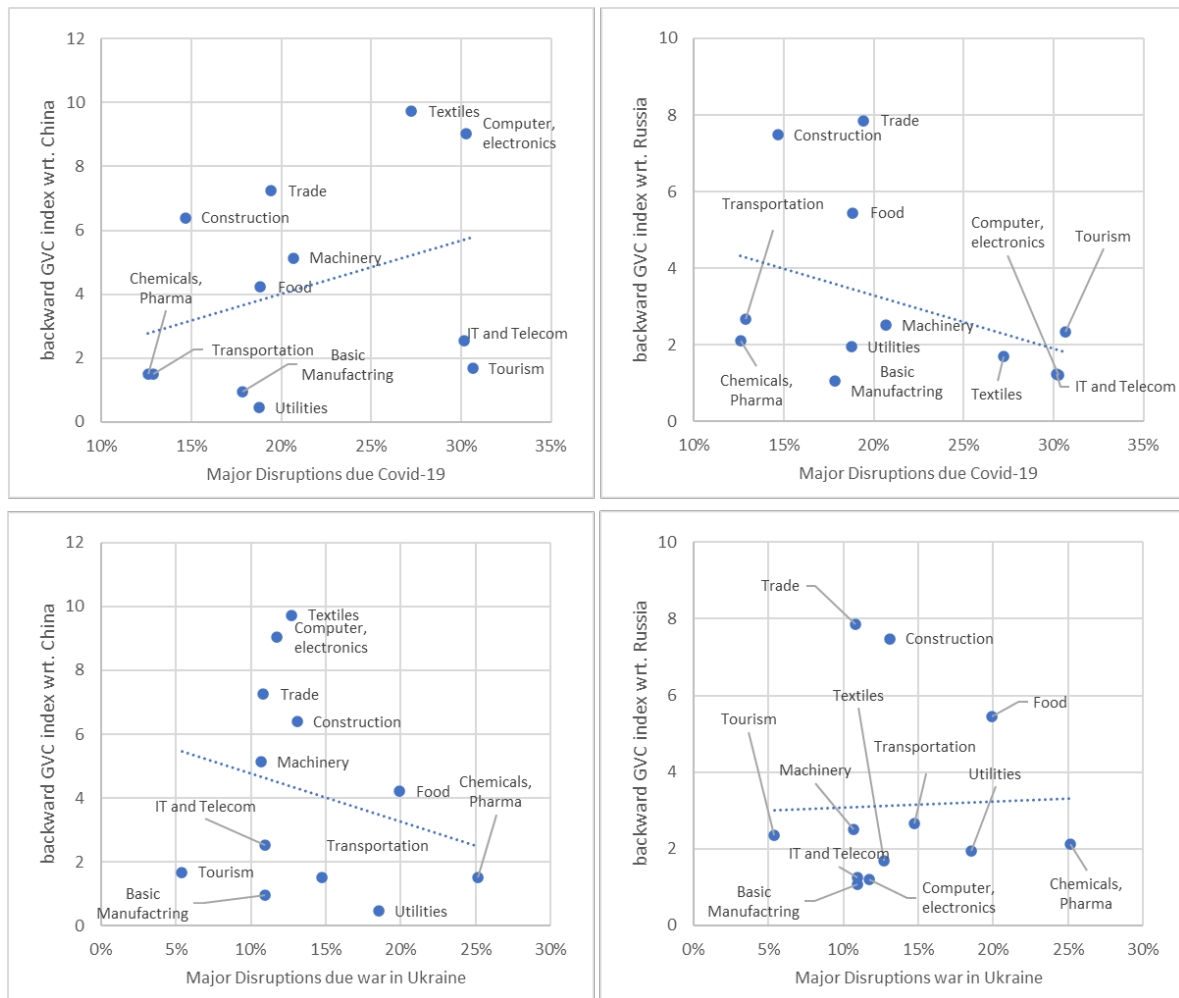 backward GVC index wrt. China
12
10
8
6
4
2
0
Textiles
Computer,
electronics
Trade
Construction
Machinery
Chemicals,
Pharma
Food
IT and Telecom
Transportation
Basic
Manufactring
Tourism
Utilities
10%
15%
20%
25%
30%
35%
Major Disruptions due Covid-19
backward GVC index wrt. Russia
10
8
6
4
2
0
Trade
Construction
Transportation
Food
Computer,
electronics
Tourism
Machinery
Utilities
Chemicals,
Pharma
Basic
Manufactring
Textiles
IT and Telecom
10%
15%
20%
25%
30%
35%
Major Disruptions due Covid-19
backward GVC index wrt. China
12
10
8
6
4
2
0
Textiles
Computer,
electronics
Trade
Construction
Machinery
Food
Chemicals,
Pharma
IT and Telecom
Transportation
Tourism
Basic
Manufactring
Utilities
0%
5%
10%
15%
20%
25%
30%
Major Disruptions due war in Ukraine
backward GVC index wrt. Russia
10
8
6
4
2
0
Trade
Construction
Textiles
Food
Tourism
Transportation
Machinery
Utilities
IT and Telecom
Basic
Manufactring
Computer,
electronics
Chemicals,
Pharma
0%
5%
10%
15%
20%
25%
30%
Major Disruptions war in Ukraine